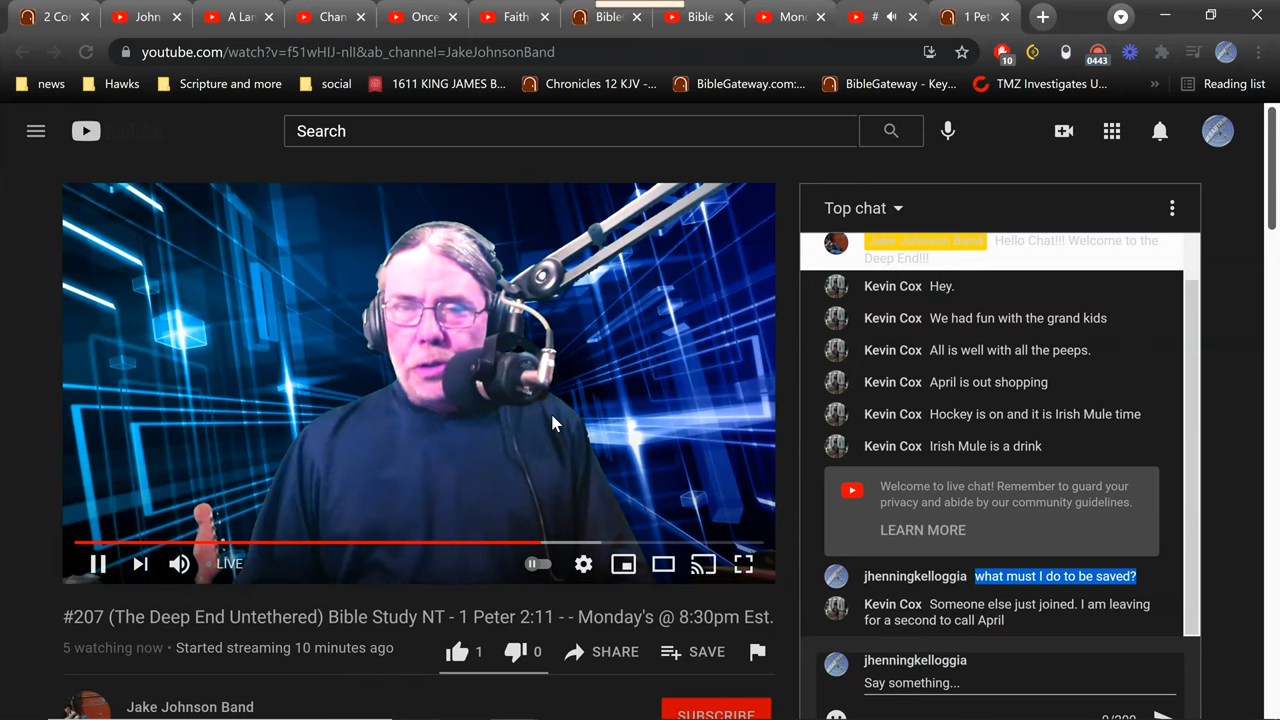 2 Co
John
A La
Chan
Once
Faith
Bible
Bible
Mond
#
1 Pet
youtube.com/watch?v=f51wHIJ-nlI&ab_channel=JakeJohnsonBand
10
0443
news
Hawks
Scripture and more
social
1611 KING JAMES B...
Chronicles 12 KJV -...
BibleGateway.com:...
BibleGateway - Key...
TMZ Investigates U...
»
Reading list
Search
Top chat
Jake Johnson Band Hello Chat!!! Welcome to the
Deep End!!!
Kevin Cox Hey.
Kevin Cox We had fun with the grand kids
Kevin Cox All is well with all the peeps.
Kevin Cox April is out shopping
Kevin Cox Hockey is on and it is Irish Mule time
Kevin Cox Irish Mule is a drink
Welcome to live chat! Remember to guard your
privacy and abide by our community guidelines.
LEARN MORE
jhenningkelloggia what must I do to be saved?
Kevin Cox Someone else just joined. I am leaving
for a second to call April
jhenningkelloggia
Say something...
LIVE
#207 (The Deep End Untethered) Bible Study NT - 1 Peter 2:11 - - Monday's @ 8:30pm Est.
5 watching now • Started streaming 10 minutes ago
1
0
SHARE
SAVE
Jake Johnson Band
SUBSCRIBE